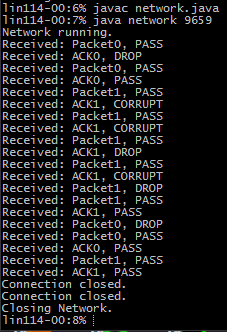 lin114-00:6% javac network.java
lin114-00:7% java network 9659
Network running.
Received: Packet0, PASS
Received: ACK0, DROP
Received: Packet0, PASS
Received: ACK0, PASS
Received: Packet1, PASS
Received: ACK1, CORRUPT
Received: Packet1, PASS
Received: ACK1, CORRUPT
Received: Packet1, PASS
Received: ACK1, DROP
Received: Packet1, PASS
Received: ACK1, CORRUPT
Received: Packet1, DROP
Received: Packet1, PASS
Received: ACK1, PASS
Received: Packet0, DROP
Received: Packet0, PASS
Received: ACK0, PASS
Received: Packet1, PASS
Received: ACK1, PASS
Connection closed.
Connection closed.
Closing Network.
lin114-00:8%